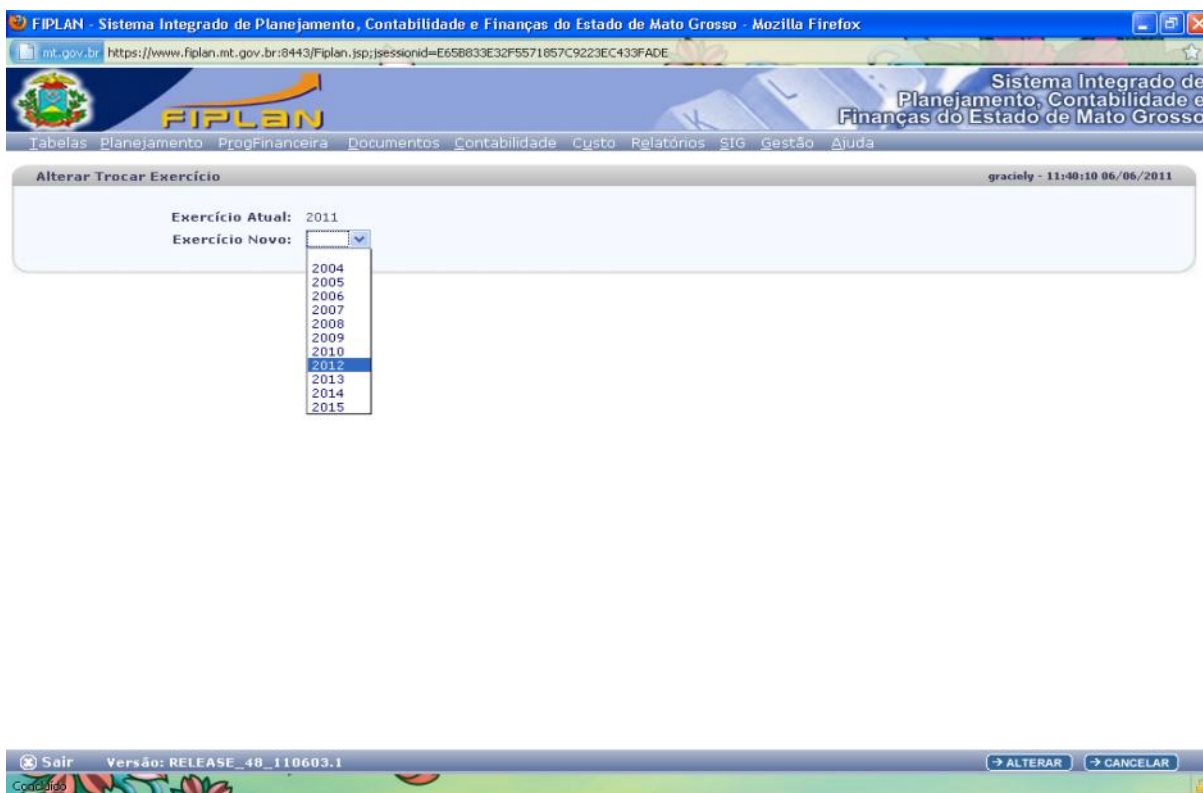 FIPLAN - Sistema Integrado de Planejamento, Contabilidade e Finanças do Estado de Mato Grosso - Mozilla Firefox
mt.gov.br https://www.fiplan.mt.gov.br:8443/Fiplan.jsp;jsessionid=E65B833E32F5571857C9223EC433FADE
FIPLAN
Sistema Integrado de
Planejamento, Contabilidade e
Finanças do Estado de Mato Grosso
Tabelas Planejamento ProgFinanceira Documentos Contabilidade Custo Relatórios SIG Gestão Ajuda
Alterar Trocar Exercício graciely - 11:40:10 06/06/2011
Exercício Atual: 2011
Exercício Novo:
2004
2005
2006
2007
2008
2009
2010
2012
2013
2014
2015
Sair Versão: RELEASE_48_110603.1 ALTERAR CANCELAR
Concluído